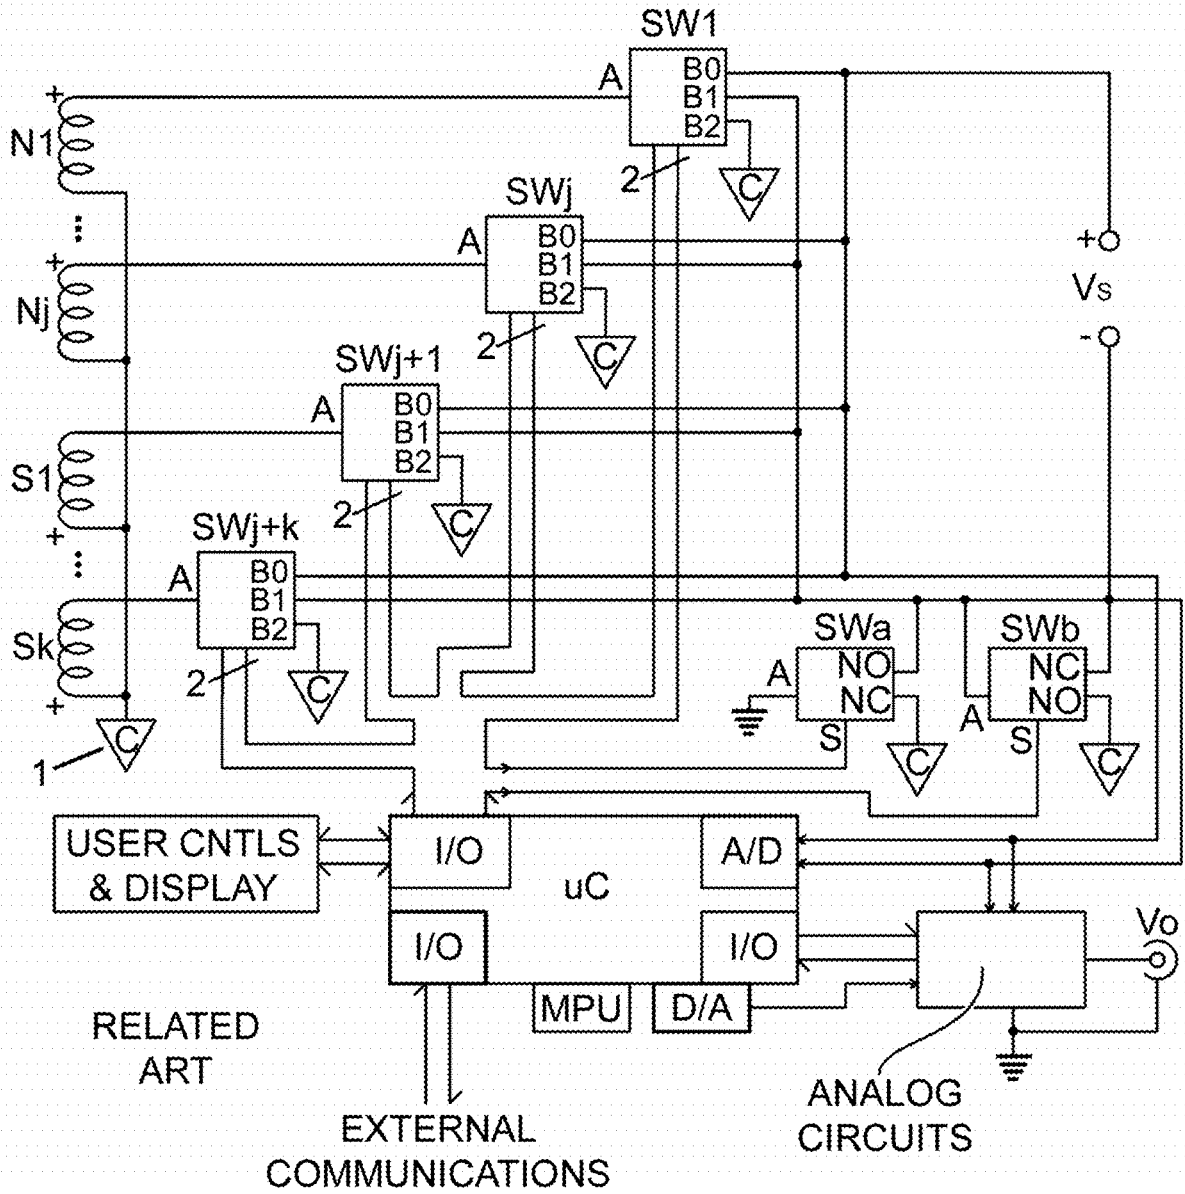 SW1
A
B0
B1
B2
+
N1
2
C
SWj
A
B0
B1
B2
+
Nj
+
Vs
-
2
C
SWj+1
A
B0
B1
B2
S1
+
2
C
SWj+k
A
B0
B1
B2
Sk
+
2
C
SWa
A
NO
NC
S
C
SWb
NC
NO
A
S
C
1
C
USER CNTLS
& DISPLAY
I/O
A/D
uC
I/O
I/O
MPU
D/A
Vo
RELATED
ART
ANALOG
CIRCUITS
EXTERNAL
COMMUNICATIONS